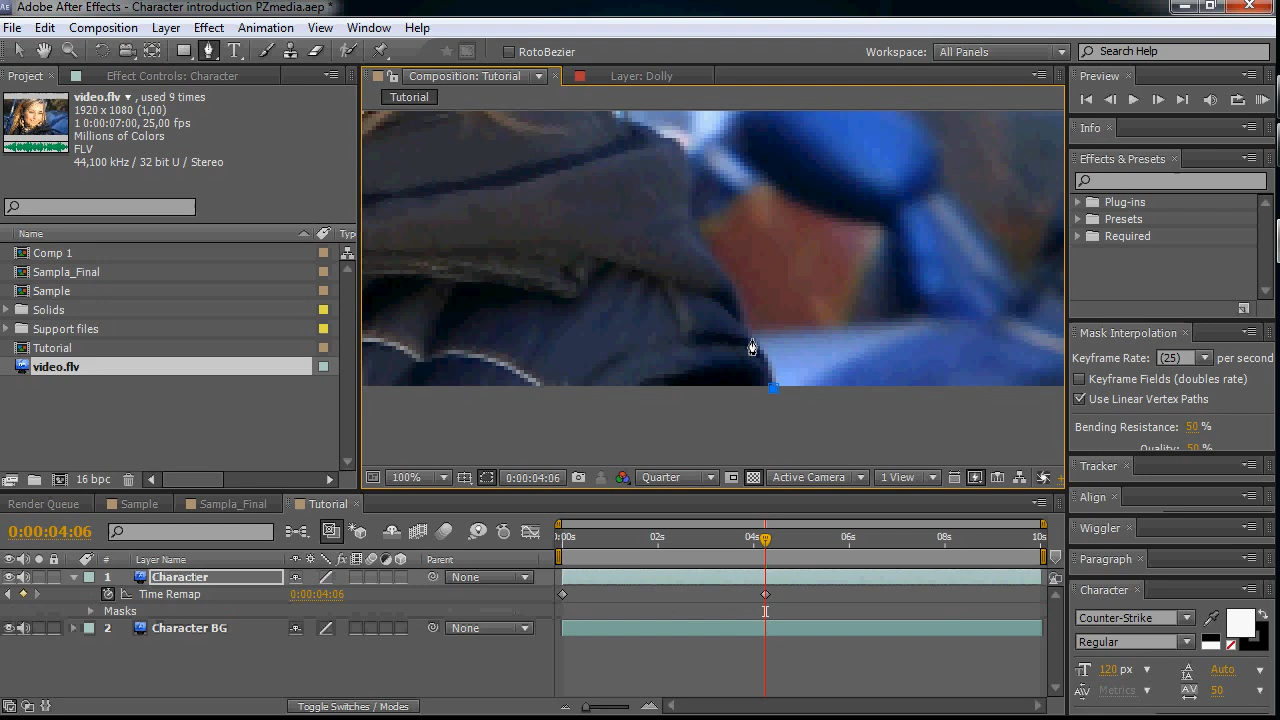 Adobe After Effects - Character introduction PZmedia.aep *
File Edit Composition Layer Effect Animation View Window Help
RotoBezier Workspace: All Panels Search Help
Project Effect Controls: Character
video.flv ▼, used 9 times
1920 x 1080 (1,00)
1 0:00:07:00, 25,00 fps
Millions of Colors
FLV
44,100 kHz / 32 bit U / Stereo
Name Typ
Comp 1
Sampla_Final
Sample
Solids
Support files
Tutorial
video.flv
16 bpc
Composition: Tutorial Layer: Dolly
Tutorial
100% 0:00:04:06 Quarter Active Camera 1 View
Preview
Info
Effects & Presets
Plug-ins
Presets
Required
Mask Interpolation
Keyframe Rate: (25) per second
Keyframe Fields (doubles rate)
Use Linear Vertex Paths
Bending Resistance: 50 %
Quality: 50 %
Tracker
Align
Wiggler
Paragraph
Character
Counter-Strike
Regular
120 px Auto
Metrics 50
Render Queue Sample Sampla_Final Tutorial
0:00:04:06
# Layer Name Parent
1 Character None
Time Remap 0:00:04:06
Masks
2 Character BG None
Toggle Switches / Modes
0:00s 02s 04s 06s 08s 10s